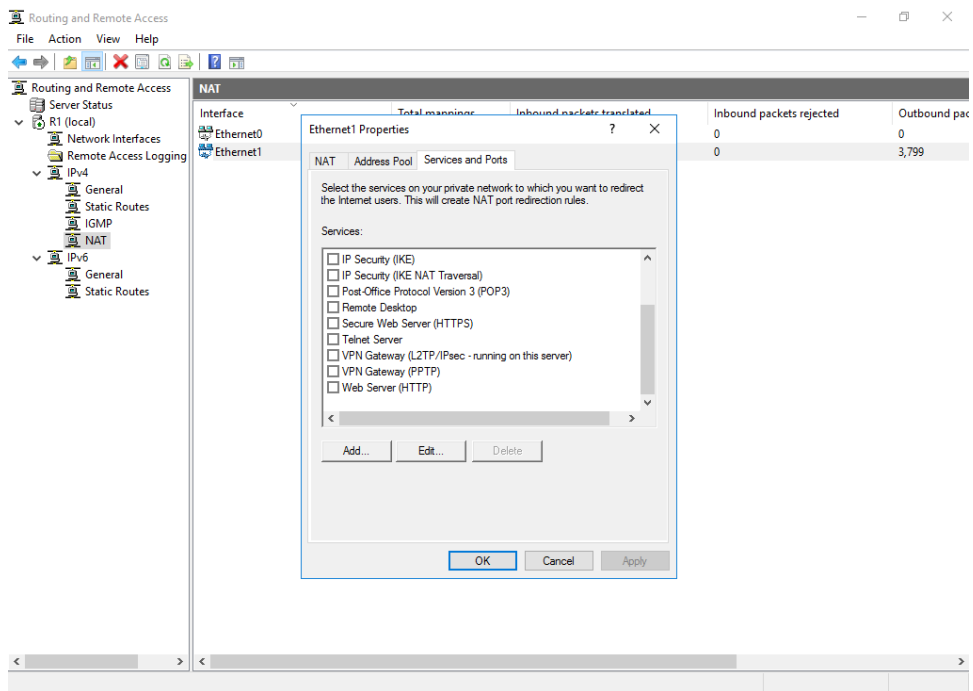 Routing and Remote Access
File Action View Help
Routing and Remote Access
Server Status
R1 (local)
Network Interfaces
Remote Access Logging
IPv4
General
Static Routes
IGMP
NAT
IPv6
General
Static Routes
NAT
Interface Total mappings Inbound packets translated Inbound packets rejected Outbound pac
Ethernet0 0 0
Ethernet1 0 3,799
Ethernet1 Properties ? ×
NAT Address Pool Services and Ports
Select the services on your private network to which you want to redirect
the Internet users. This will create NAT port redirection rules.
Services:
IP Security (IKE)
IP Security (IKE NAT Traversal)
Post-Office Protocol Version 3 (POP3)
Remote Desktop
Secure Web Server (HTTPS)
Telnet Server
VPN Gateway (L2TP/IPsec - running on this server)
VPN Gateway (PPTP)
Web Server (HTTP)
Add... Edit... Delete
OK Cancel Apply